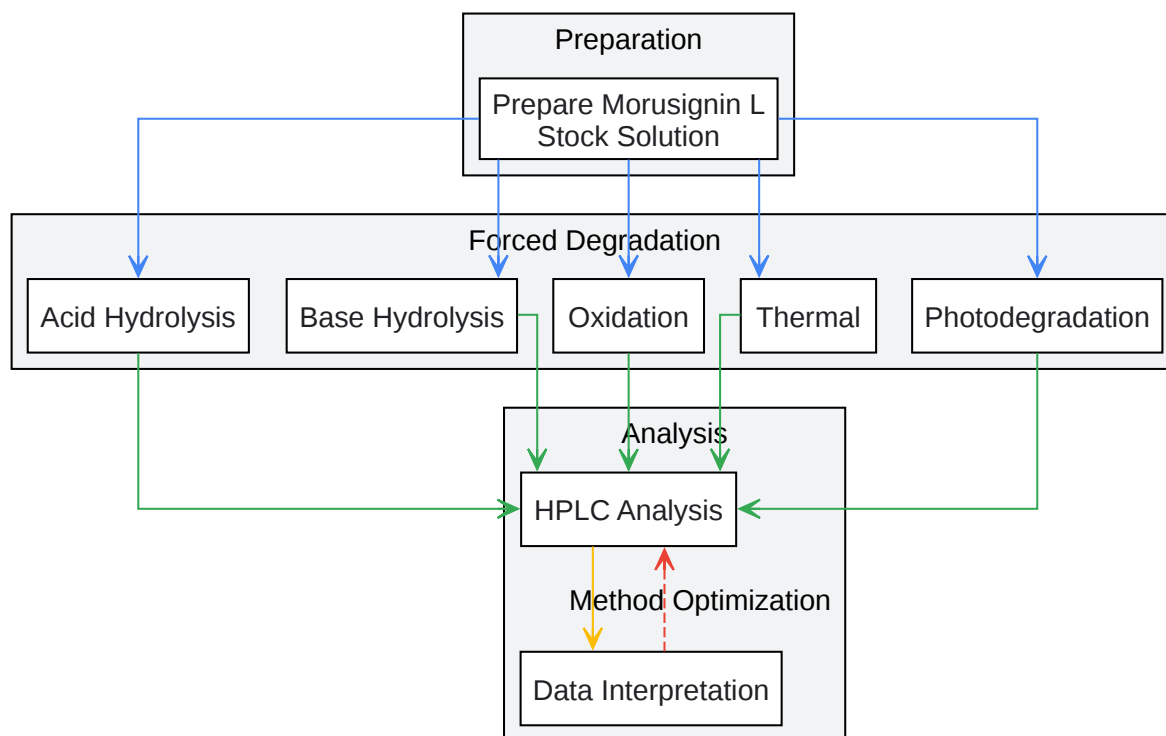 Preparation
Prepare Morusignin L
Stock Solution
Forced Degradation
Acid Hydrolysis
Base Hydrolysis
Oxidation
Thermal
Photodegradation
Analysis
HPLC Analysis
Method Optimization
Data Interpretation